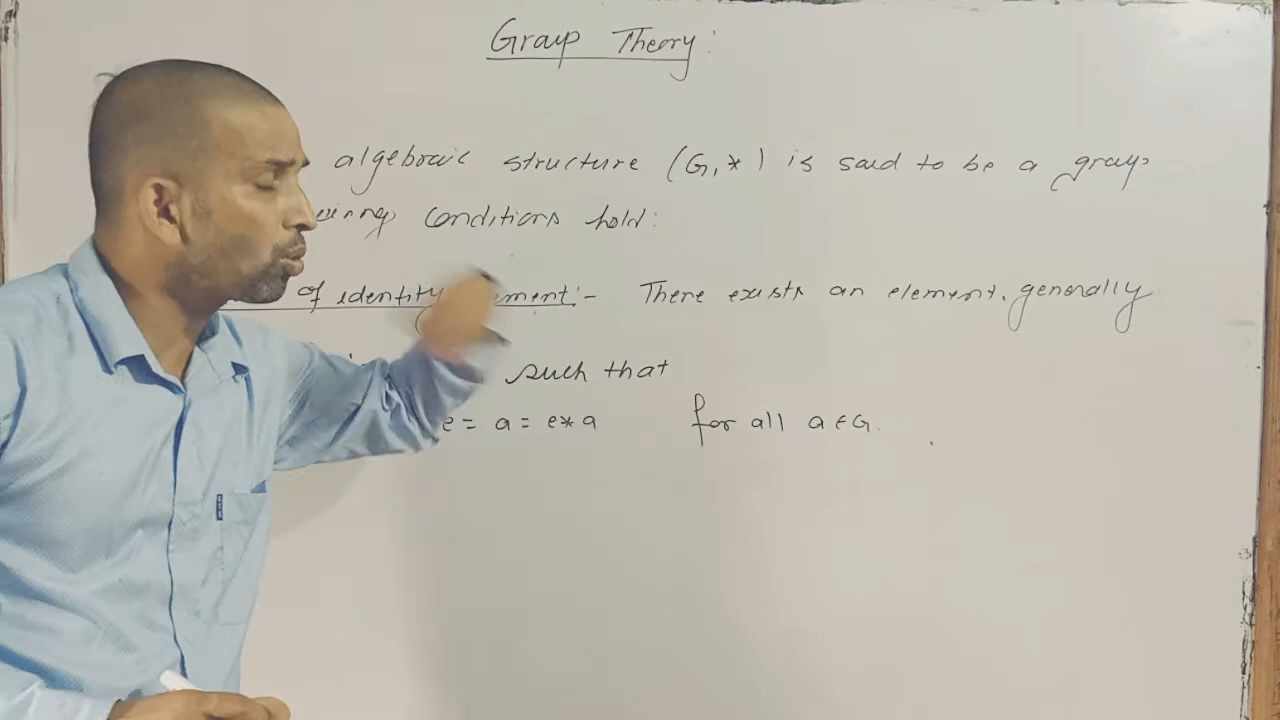 Group Theory:
algebraic structure (G, *) is said to be a group
conditions hold:
of identity element:- There exists an element, generally
such that
e = a = e * a for all a ∈ G.